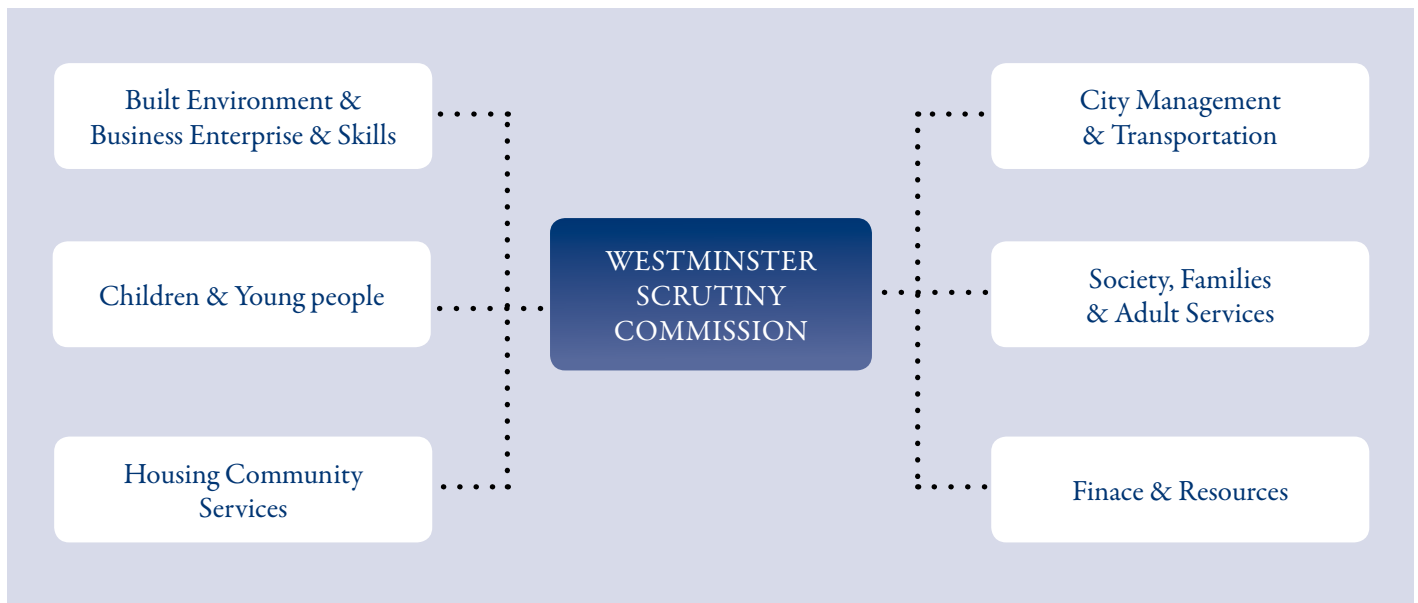 Built Environment &
Business Enterprise & Skills
Children & Young people
Housing Community
Services
WESTMINSTER
SCRUTINY
COMMISSION
City Management
& Transportation
Society, Families
& Adult Services
Finace & Resources